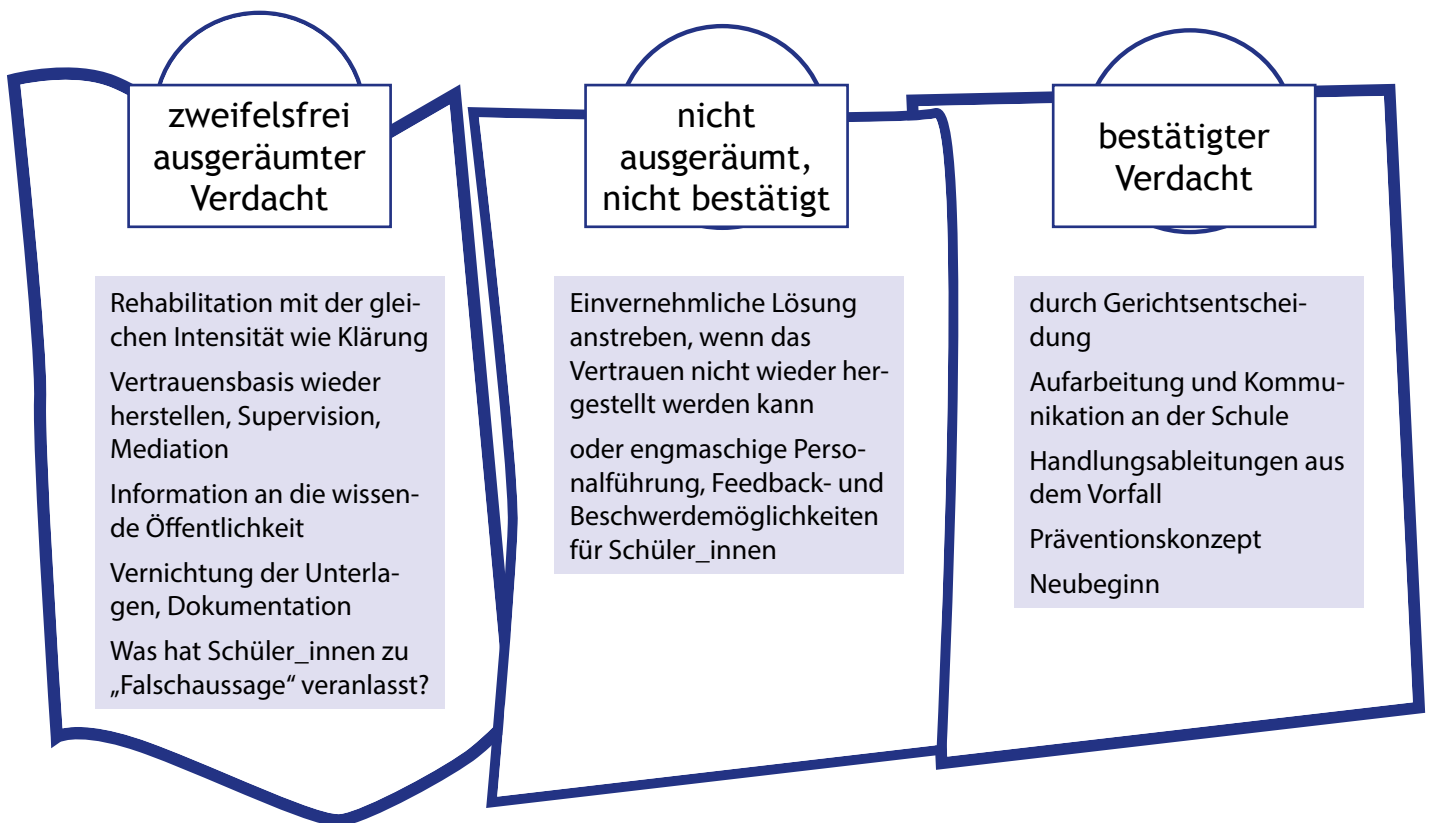 zweifelsfrei
ausgeräumter
Verdacht
Rehabilitation mit der glei-
chen Intensität wie Klärung
Vertrauensbasis wieder
herstellen, Supervision,
Mediation
Information an die wissen-
de Öffentlichkeit
Vernichtung der Unterla-
gen, Dokumentation
Was hat Schüler_innen zu
„Falschaussage“ veranlasst?
nicht
ausgeräumt,
nicht bestätigt
Einvernehmliche Lösung
anstreben, wenn das
Vertrauen nicht wieder her-
gestellt werden kann
oder engmaschige Perso-
nalführung, Feedback- und
Beschwerdemöglichkeiten
für Schüler_innen
bestätigter
Verdacht
durch Gerichtsentschei-
dung
Aufarbeitung und Kommu-
nikation an der Schule
Handlungsableitungen aus
dem Vorfall
Präventionskonzept
Neubeginn